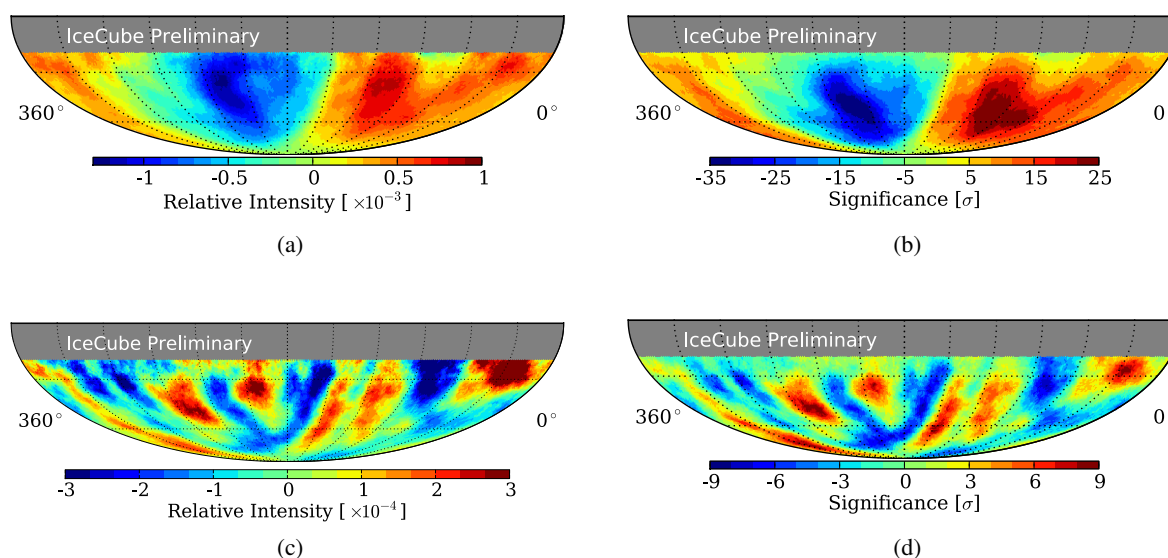 IceCube Preliminary
360°
0°
-1 -0.5 0 0.5 1
Relative Intensity [ ×10⁻³]
(a)
IceCube Preliminary
360°
0
-35 -25 -15 -5 5 15 25
Significance [σ]
(b)
IceCube Preliminary
360°
0°
-3 -2 -1 0 1 2 3
Relative Intensity [ ×10⁻⁴]
(c)
IceCube Preliminary
360°
0
-9 -6 -3 0 3 6 9
Significance [σ]
(d)